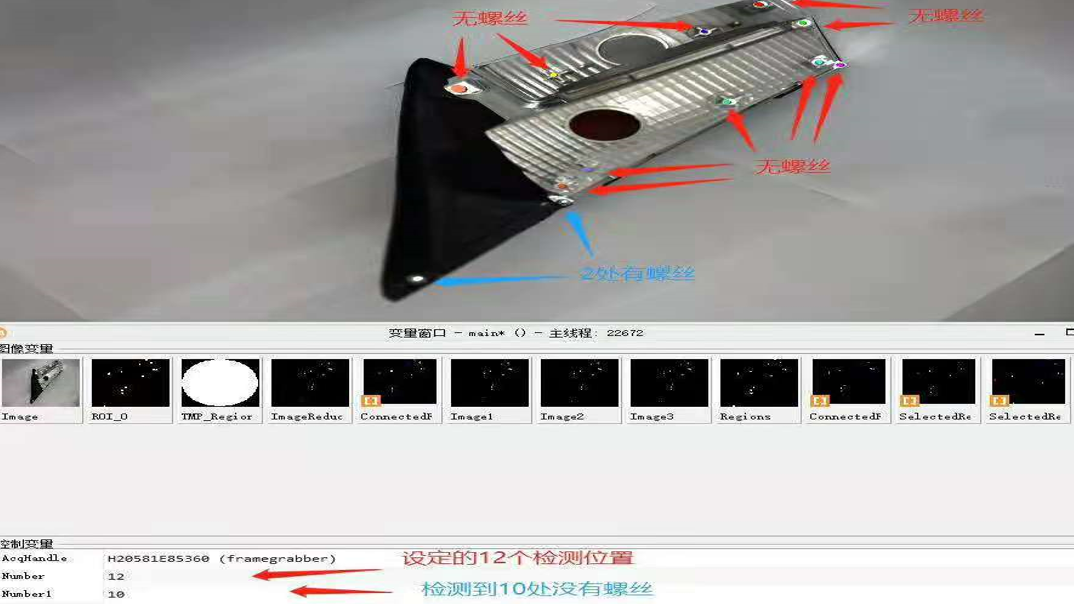 无螺丝
无螺丝
无螺丝
2处有螺丝
变量窗口 - main* () - 主线程: 22672
图像变量
Image
ROI_0
TMP_Region
ImageReduc
ConnectedR
Image1
Image2
Image3
Regions
ConnectedR
SelectedRe
SelectedRe
控制变量
AcqHandle H20581E85360 (framegrabber)
设定的12个检测位置
Number 12
Number1 10
检测到10处没有螺丝